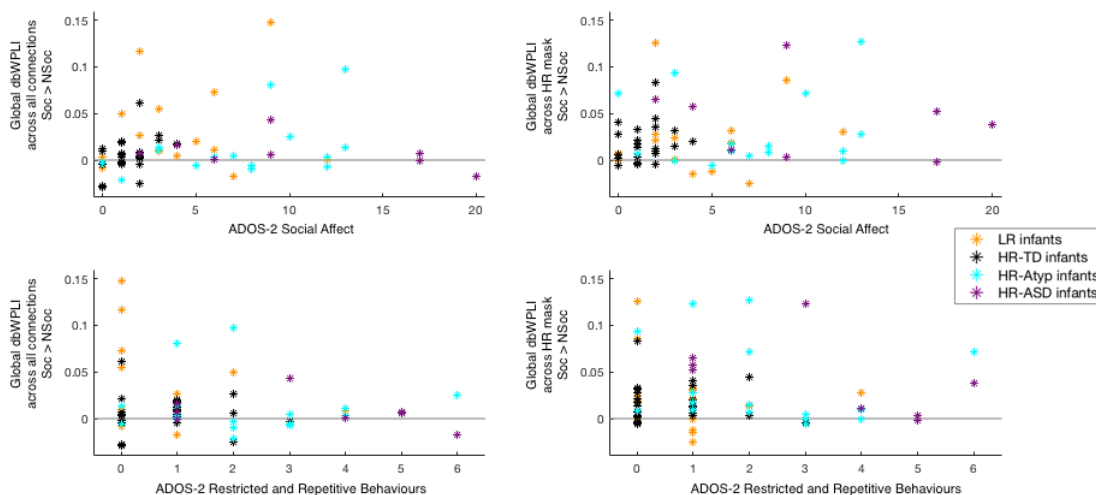 Global dbWPLI
across all connections
Soc > NSoc
0.15
0.1
0.05
0
0 5 10 15 20
ADOS-2 Social Affect
Global dbWPLI
across HR mask
Soc > NSoc
0.15
0.1
0.05
0
0 5 10 15 20
ADOS-2 Social Affect
LR infants
HR-TD infants
HR-Atyp infants
HR-ASD infants
Global dbWPLI
across all connections
Soc > NSoc
0.15
0.1
0.05
0
0 1 2 3 4 5 6
ADOS-2 Restricted and Repetitive Behaviours
Global dbWPLI
across HR mask
Soc > NSoc
0.15
0.1
0.05
0
0 1 2 3 4 5 6
ADOS-2 Restricted and Repetitive Behaviours